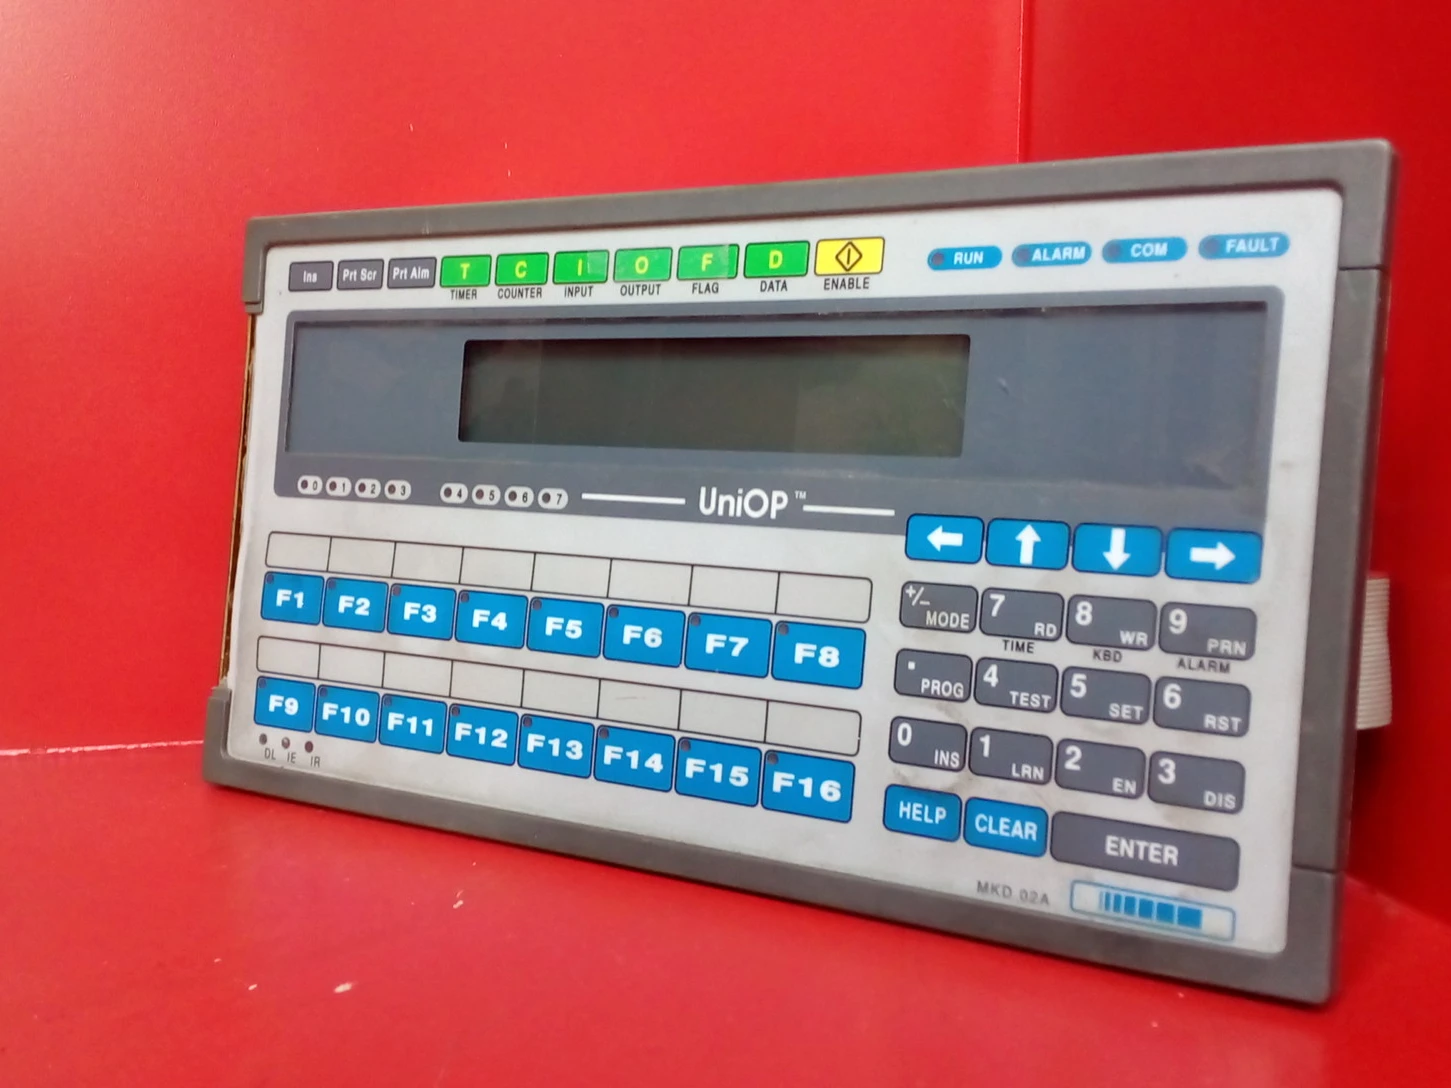 Ins Prt Scr Prt Alm T C I O F D
TIMER COUNTER INPUT OUTPUT FLAG DATA ENABLE
RUN ALARM COM FAULT
0 1 2 3 4 5 6 7
UniOP™
F1 F2 F3 F4 F5 F6 F7 F8
F9 F10 F11 F12 F13 F14 F15 F16
DL IE IR
+/- MODE 7 RD 8 WR 9 PRN
TIME KBD ALARM
. PROG 4 TEST 5 SET 6 RST
0 INS 1 LRN 2 EN 3 DIS
HELP CLEAR ENTER
MKD 02A